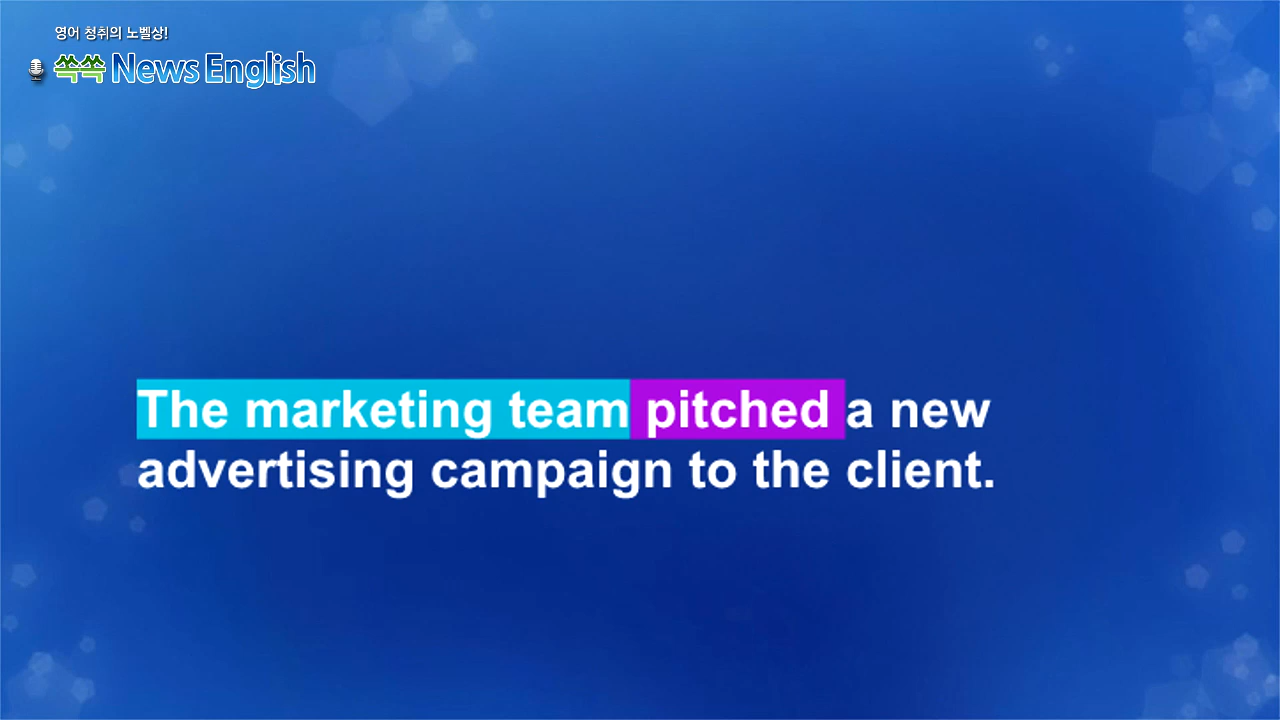 영어 청취의 노벨상!
쏙쏙 News English
The marketing team pitched a new
advertising campaign to the client.